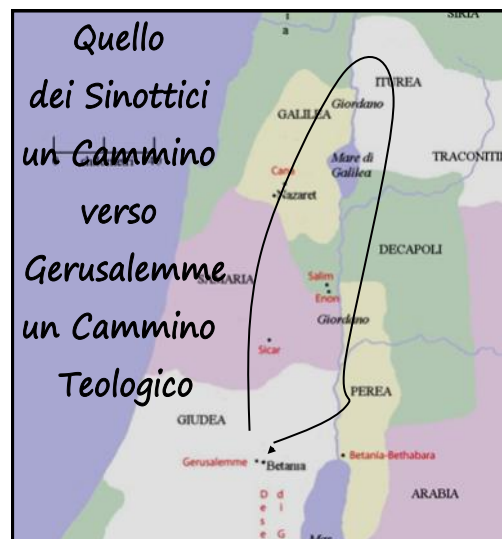 Quello
dei Sinottici
un Cammino
verso
Gerusalemme
un Cammino
Teologico
SIRIA
ITUREA
Giordano
GALILEA
Mare di
Galilea
TRACONITI
Cana
Nazaret
DECAPOLI
SAMARIA
Salim
Enon
Giordano
Sicar
PEREA
GIUDEA
Gerusalemme
Betania
Betania-Bethabara
ARABIA
D
e
s
e
d
i
G
Mar